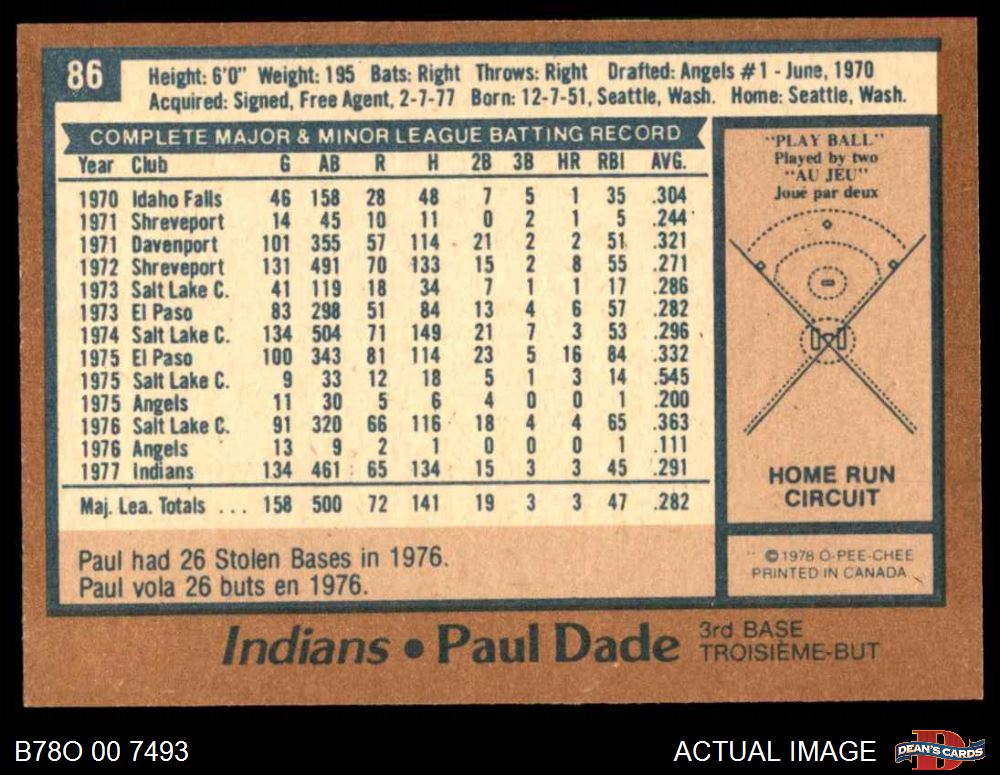 86
Height: 6'0" Weight: 195 Bats: Right Throws: Right Drafted: Angels #1 - June, 1970
Acquired: Signed, Free Agent, 2-7-77 Born: 12-7-51, Seattle, Wash. Home: Seattle, Wash.
COMPLETE MAJOR & MINOR LEAGUE BATTING RECORD
Year Club G AB R H 2B 3B HR RBI AVG.
1970 Idaho Falls 46 158 28 48 7 5 1 35 .304
1971 Shreveport 14 45 10 11 0 2 1 5 .244
1971 Davenport 101 355 57 114 21 2 2 51 .321
1972 Shreveport 131 491 70 133 15 2 8 55 .271
1973 Salt Lake C. 41 119 18 34 7 1 1 17 .286
1973 El Paso 83 298 51 84 13 4 6 57 .282
1974 Salt Lake C. 134 504 71 149 21 7 3 53 .296
1975 El Paso 100 343 81 114 23 5 16 84 .332
1975 Salt Lake C. 9 33 12 18 5 1 3 14 .545
1975 Angels 11 30 5 6 4 0 0 1 .200
1976 Salt Lake C. 91 320 66 116 18 4 4 65 .363
1976 Angels 13 9 2 1 0 0 0 1 .111
1977 Indians 134 461 65 134 15 3 3 45 .291
Maj. Lea. Totals ... 158 500 72 141 19 3 3 47 .282
Paul had 26 Stolen Bases in 1976.
Paul vola 26 buts en 1976.
"PLAY BALL"
Played by two
"AU JEU"
Joué par deux
HOME RUN
CIRCUIT
©1978 O-PEE-CHEE
PRINTED IN CANADA
Indians • Paul Dade 3rd BASE
TROISIÈME-BUT
B78O 00 7493
ACTUAL IMAGE
DEAN'S CARDS